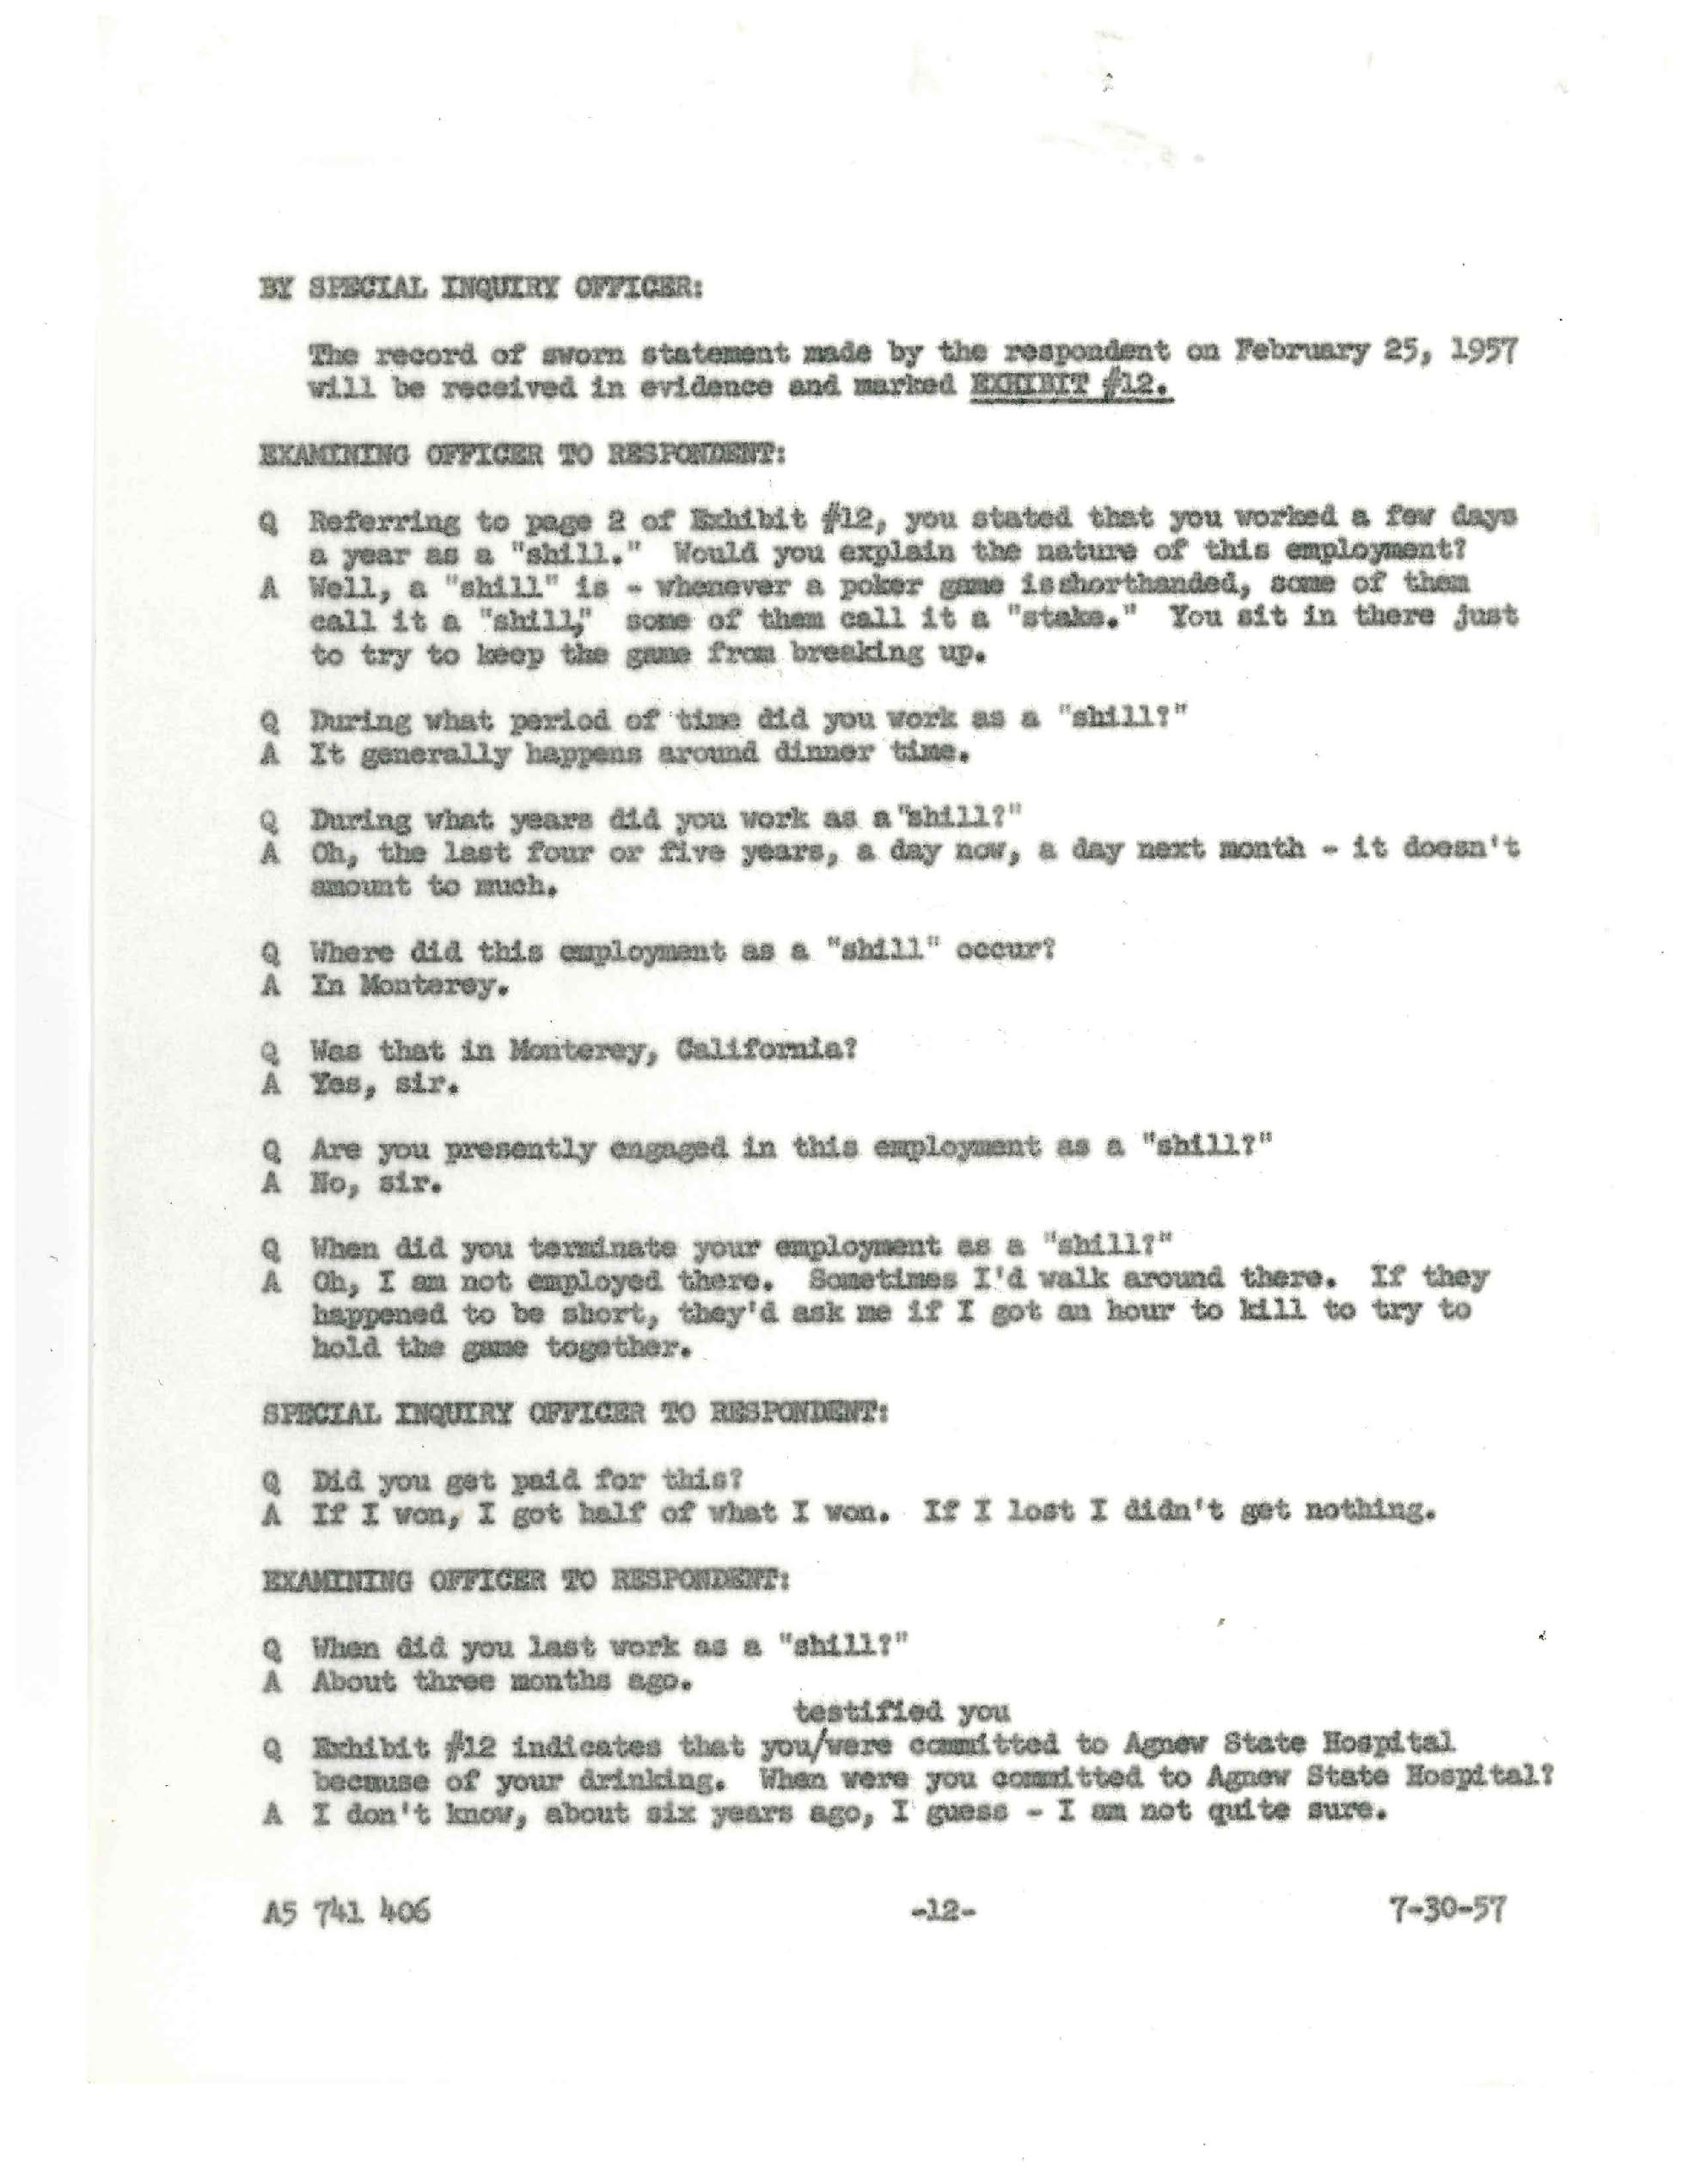 BY SPECIAL INQUIRY OFFICER:
The record of sworn statement made by the respondent on February 25, 1957
will be received in evidence and marked EXHIBIT #12.
EXAMINING OFFICER TO RESPONDENT:
Q Referring to page 2 of Exhibit #12, you stated that you worked a few days
a year as a "shill." Would you explain the nature of this employment?
A Well, a "shill" is - whenever a poker game isshorthanded, some of them
call it a "shill," some of them call it a "stake." You sit in there just
to try to keep the game from breaking up.
Q During what period of time did you work as a "shill?"
A It generally happens around dinner time.
Q During what years did you work as a"shill?"
A Oh, the last four or five years, a day now, a day next month - it doesn't
amount to much.
Q Where did this employment as a "shill" occur?
A In Monterey.
Q Was that in Monterey, California?
A Yes, sir.
Q Are you presently engaged in this employment as a "shill?"
A No, sir.
Q When did you terminate your employment as a "shill?"
A Oh, I am not employed there. Sometimes I'd walk around there. If they
happened to be short, they'd ask me if I got an hour to kill to try to
hold the game together.
SPECIAL INQUIRY OFFICER TO RESPONDENT:
Q Did you get paid for this?
A If I won, I got half of what I won. If I lost I didn't get nothing.
EXAMINING OFFICER TO RESPONDENT:
Q When did you last work as a "shill?"
A About three months ago.
testified you
Q Exhibit #12 indicates that you/were committed to Agnew State Hospital
because of your drinking. When were you committed to Agnew State Hospital?
A I don't know, about six years ago, I guess - I am not quite sure.
A5 741 406 -12- 7-30-57